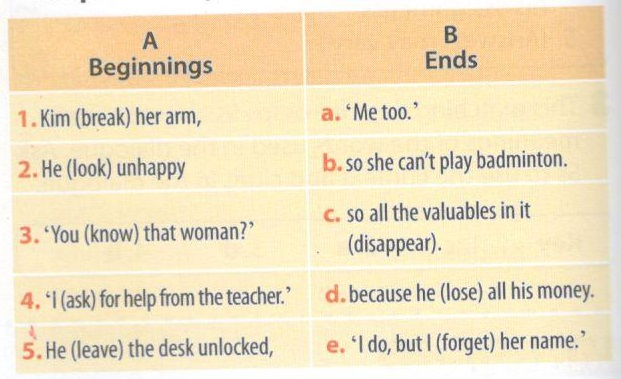 A
Beginnings
B
Ends
1. Kim (break) her arm,
a. ‘Me too.’
2. He (look) unhappy
b. so she can’t play badminton.
3. ‘You (know) that woman?’
c. so all the valuables in it
(disappear).
4. ‘I (ask) for help from the teacher.’
d. because he (lose) all his money.
5. He (leave) the desk unlocked,
e. ‘I do, but I (forget) her name.’